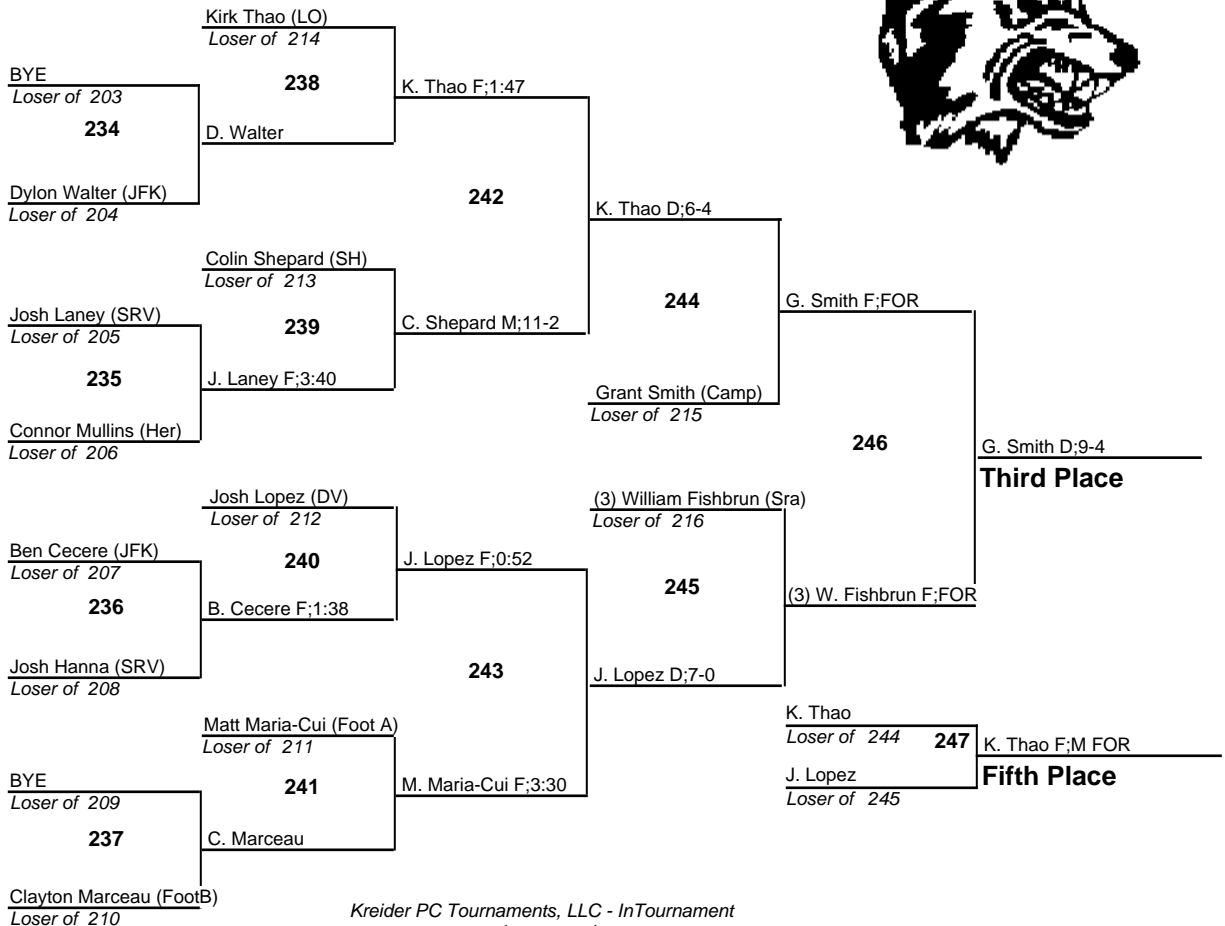 Kirk Thao (LO)
Loser of 214
BYE
Loser of 203
238
K. Thao F;1:47
234
D. Walter
Dylon Walter (JFK)
Loser of 204
242
K. Thao D;6-4
Colin Shepard (SH)
Loser of 213
244
G. Smith F;FOR
Josh Laney (SRV)
Loser of 205
239
C. Shepard M;11-2
235
J. Laney F;3:40
Grant Smith (Camp)
Loser of 215
Connor Mullins (Her)
Loser of 206
246
G. Smith D;9-4
Third Place
Josh Lopez (DV)
Loser of 212
(3) William Fishbrun (Sra)
Loser of 216
Ben Cecere (JFK)
Loser of 207
240
J. Lopez F;0:52
245
236
B. Cecere F;1:38
(3) W. Fishbrun F;FOR
Josh Hanna (SRV)
Loser of 208
243
J. Lopez D;7-0
Matt Maria-Cui (Foot A)
Loser of 211
K. Thao
Loser of 244
247
K. Thao F;M FOR
Fifth Place
J. Lopez
Loser of 245
BYE
Loser of 209
241
M. Maria-Cui F;3:30
237
C. Marceau
Clayton Marceau (FootB)
Loser of 210
Kreider PC Tournaments, LLC - InTournament